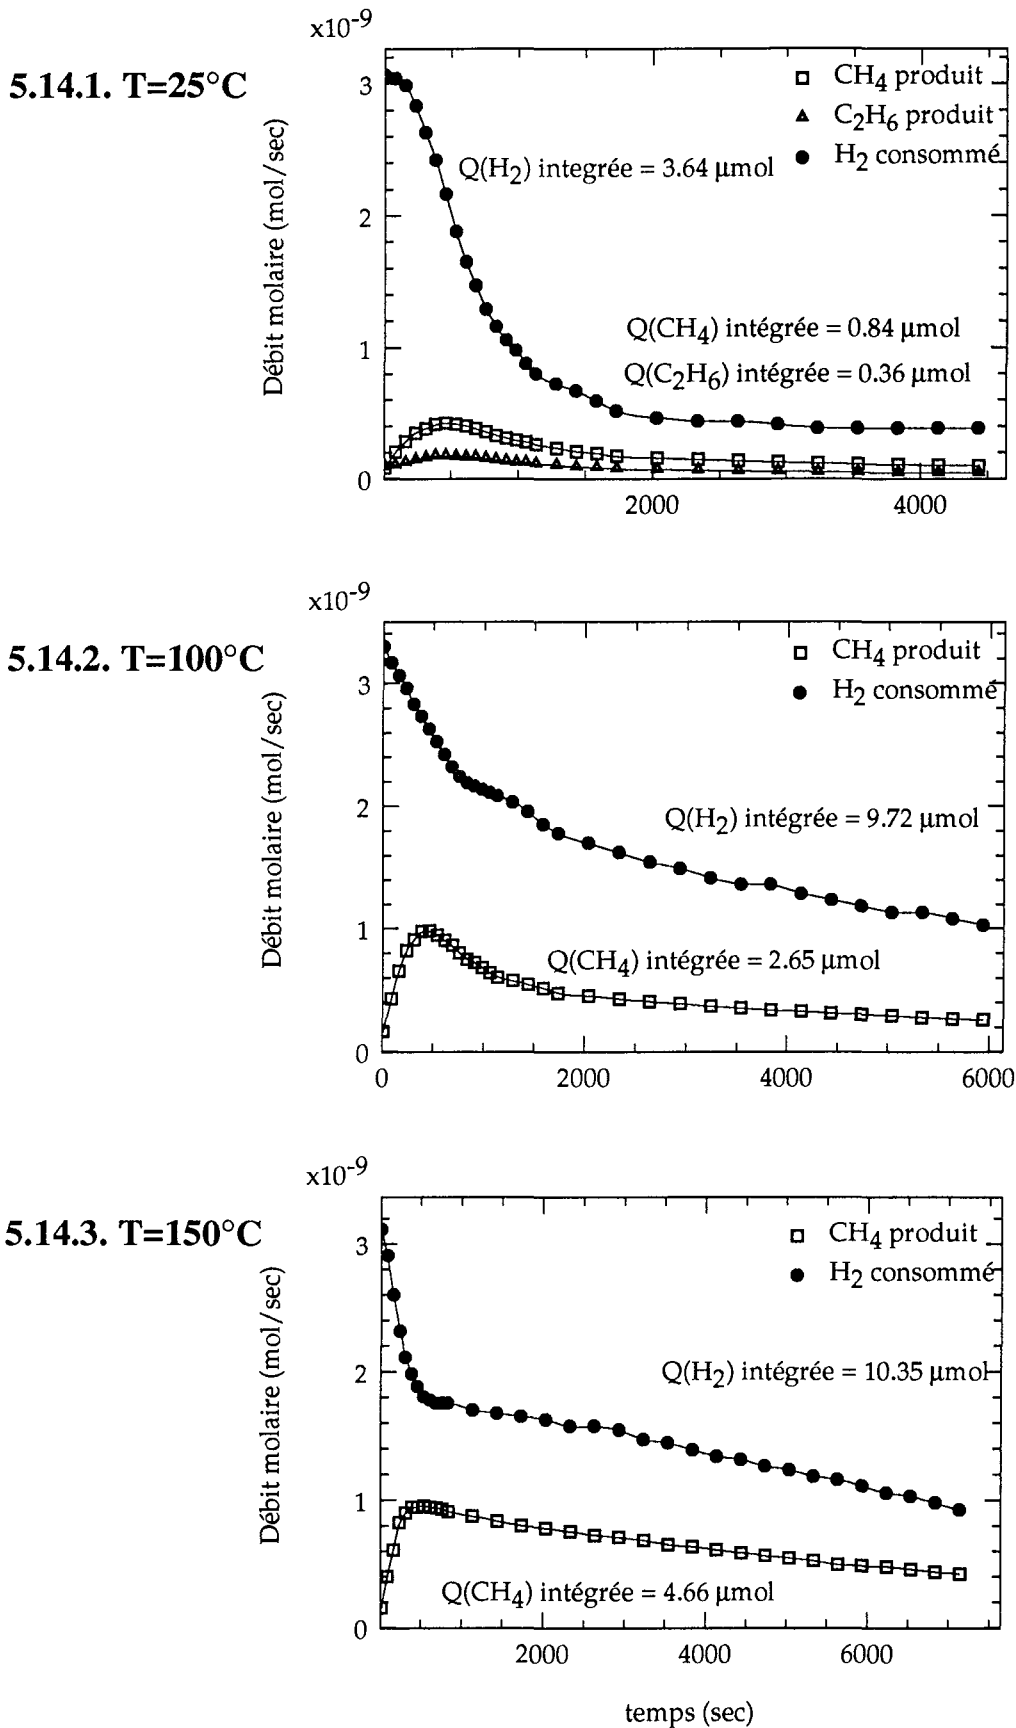 x10-9
5.14.1. T=25°C
3
2
1
0
Débit molaire (mol/sec)
CH4 produit
C2H6 produit
H2 consommé
Q(H2) integrée = 3.64 µmol
Q(CH4) intégrée = 0.84 µmol
Q(C2H6) intégrée = 0.36 µmol
2000 4000
x10-9
5.14.2. T=100°C
3
2
1
0
Débit molaire (mol/sec)
CH4 produit
H2 consommé
Q(H2) intégrée = 9.72 µmol
Q(CH4) intégrée = 2.65 µmol
0 2000 4000 6000
x10-9
5.14.3. T=150°C
3
2
1
0
Débit molaire (mol/sec)
CH4 produit
H2 consommé
Q(H2) intégrée = 10.35 µmol
Q(CH4) intégrée = 4.66 µmol
2000 4000 6000
temps (sec)